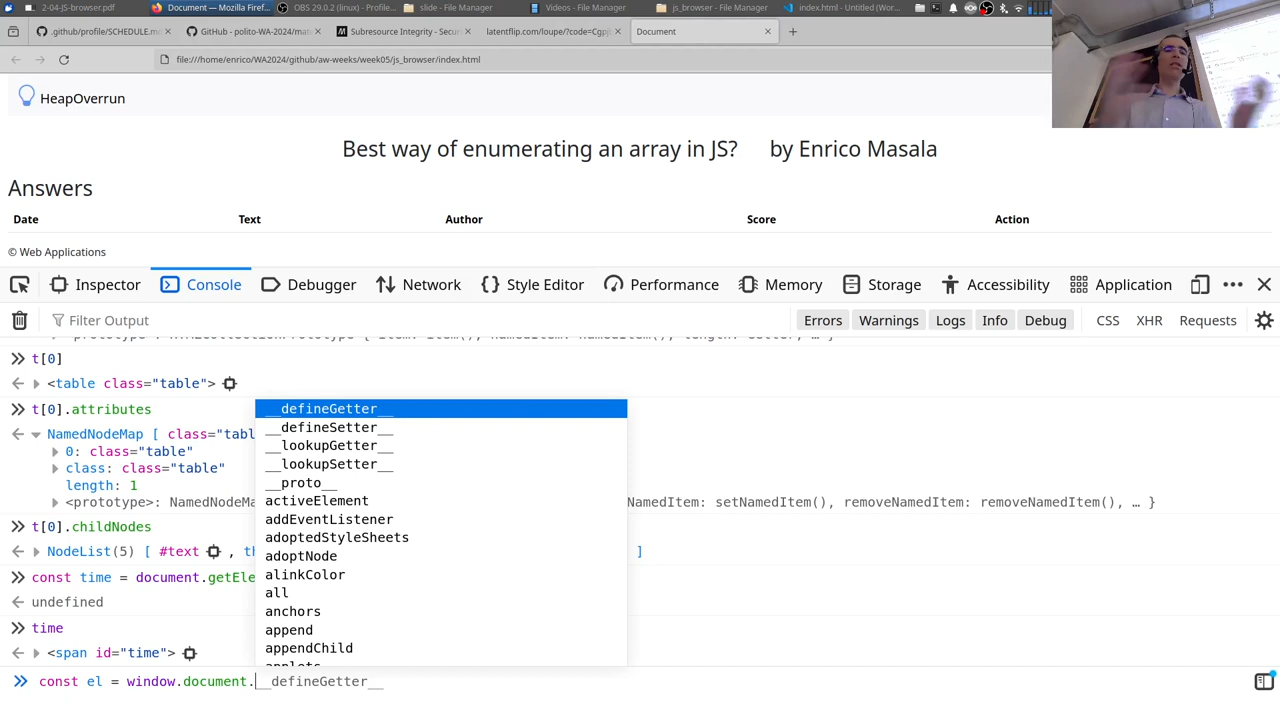 2-04-JS-browser.pdf
Document — Mozilla Firef...
OBS 29.0.2 (linux) - Profile...
slide - File Manager
Videos - File Manager
js_browser - File Manager
index.html - Untitled (Wor...
.github/profile/SCHEDULE.m
GitHub - polito-WA-2024/mat
Subresource Integrity - Secu
latentflip.com/loupe/?code=Cgpj
Document
file:///home/enrico/WA2024/github/aw-weeks/week05/js_browser/index.html
HeapOverrun
Best way of enumerating an array in JS? by Enrico Masala
Answers
Date Text Author Score Action
© Web Applications
Inspector Console Debugger Network Style Editor Performance Memory Storage Accessibility Application
Filter Output Errors Warnings Logs Info Debug CSS XHR Requests
t[0]
<table class="table">
t[0].attributes
NamedNodeMap [ class="tabl
0: class="table"
class: class="table"
length: 1
<prototype>: NamedNodeMa NamedItem: setNamedItem(), removeNamedItem: removeNamedItem(), … }
t[0].childNodes
NodeList(5) [ #text , th ]
const time = document.getEle
undefined
time
<span id="time">
__defineGetter__
__defineSetter__
__lookupGetter__
__lookupSetter__
__proto__
activeElement
addEventListener
adoptedStyleSheets
adoptNode
alinkColor
all
anchors
append
appendChild
applets
const el = window.document.__defineGetter__